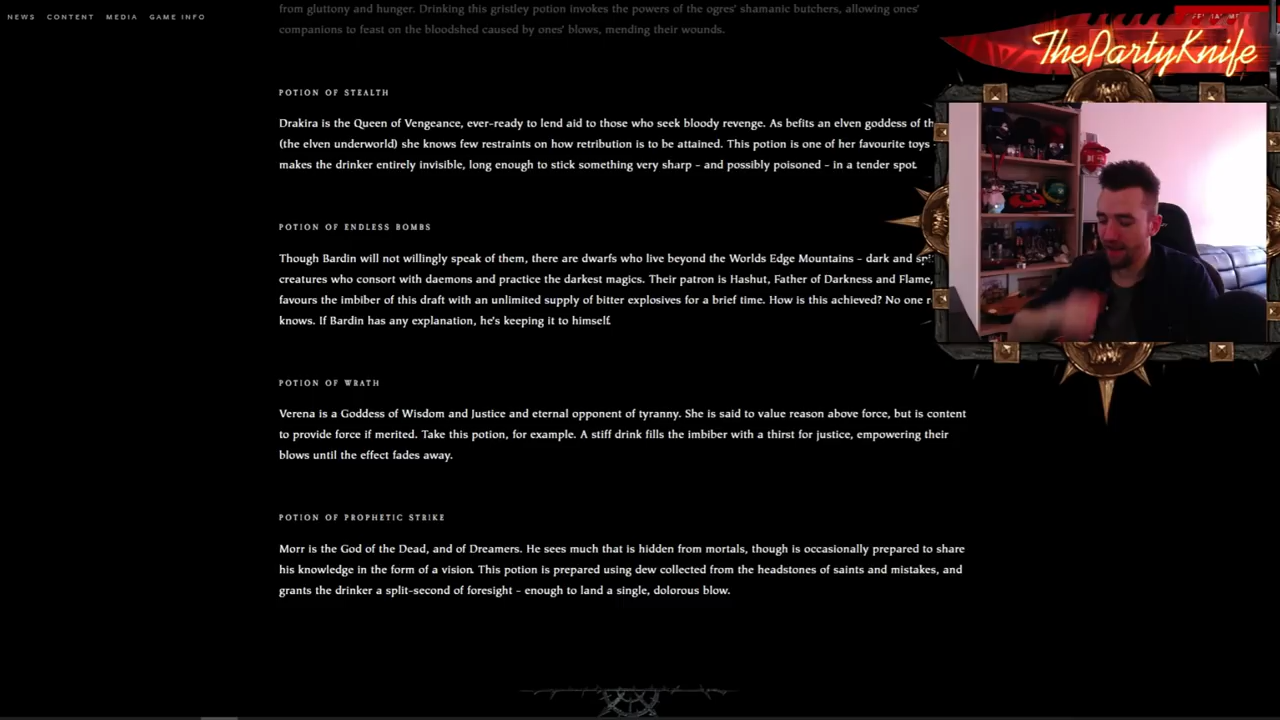 NEWS CONTENT MEDIA GAME INFO
from gluttony and hunger. Drinking this gristley potion invokes the powers of the ogres' shamanic butchers, allowing ones'
companions to feast on the bloodshed caused by ones' blows, mending their wounds.
ThePartyKnife
POTION OF STEALTH
Drakira is the Queen of Vengeance, ever-ready to lend aid to those who seek bloody revenge. As befits an elven goddess of
(the elven underworld) she knows few restraints on how retribution is to be attained. This potion is one of her favourite toys -
makes the drinker entirely invisible, long enough to stick something very sharp - and possibly poisoned - in a tender spot.
POTION OF ENDLESS BOMBS
Though Bardin will not willingly speak of them, there are dwarfs who live beyond the Worlds Edge Mountains - dark and
creatures who consort with daemons and practice the darkest magics. Their patron is Hashut, Father of Darkness and Flame,
favours the imbiber of this draft with an unlimited supply of bitter explosives for a brief time. How is this achieved? No one
knows. If Bardin has any explanation, he's keeping it to himself.
POTION OF WRATH
Verena is a Goddess of Wisdom and Justice and eternal opponent of tyranny. She is said to value reason above force, but is content
to provide force if merited. Take this potion, for example. A stiff drink fills the imbiber with a thirst for justice, empowering their
blows until the effect fades away.
POTION OF PROPHETIC STRIKE
Morr is the God of the Dead, and of Dreamers. He sees much that is hidden from mortals, though is occasionally prepared to share
his knowledge in the form of a vision. This potion is prepared using dew collected from the headstones of saints and mistakes, and
grants the drinker a split-second of foresight - enough to land a single, dolorous blow.